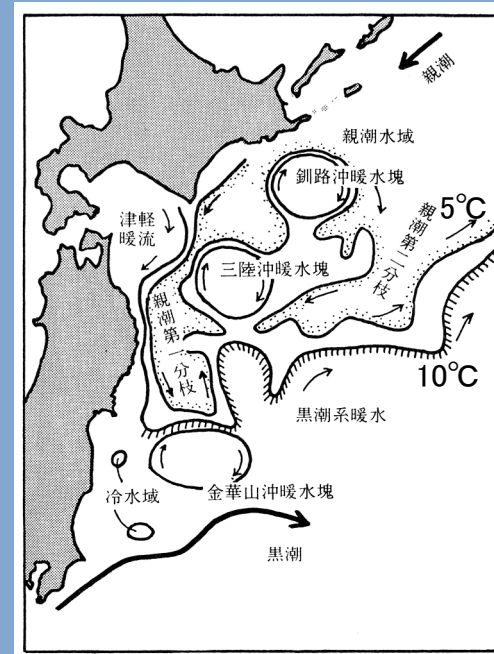 親潮
親潮水域
釧路沖暖水塊
5℃
津軽
暖流
親潮第二分枝
三陸沖暖水塊
親潮第一分枝
10℃
黒潮系暖水
冷水域
金華山沖暖水塊
黒潮